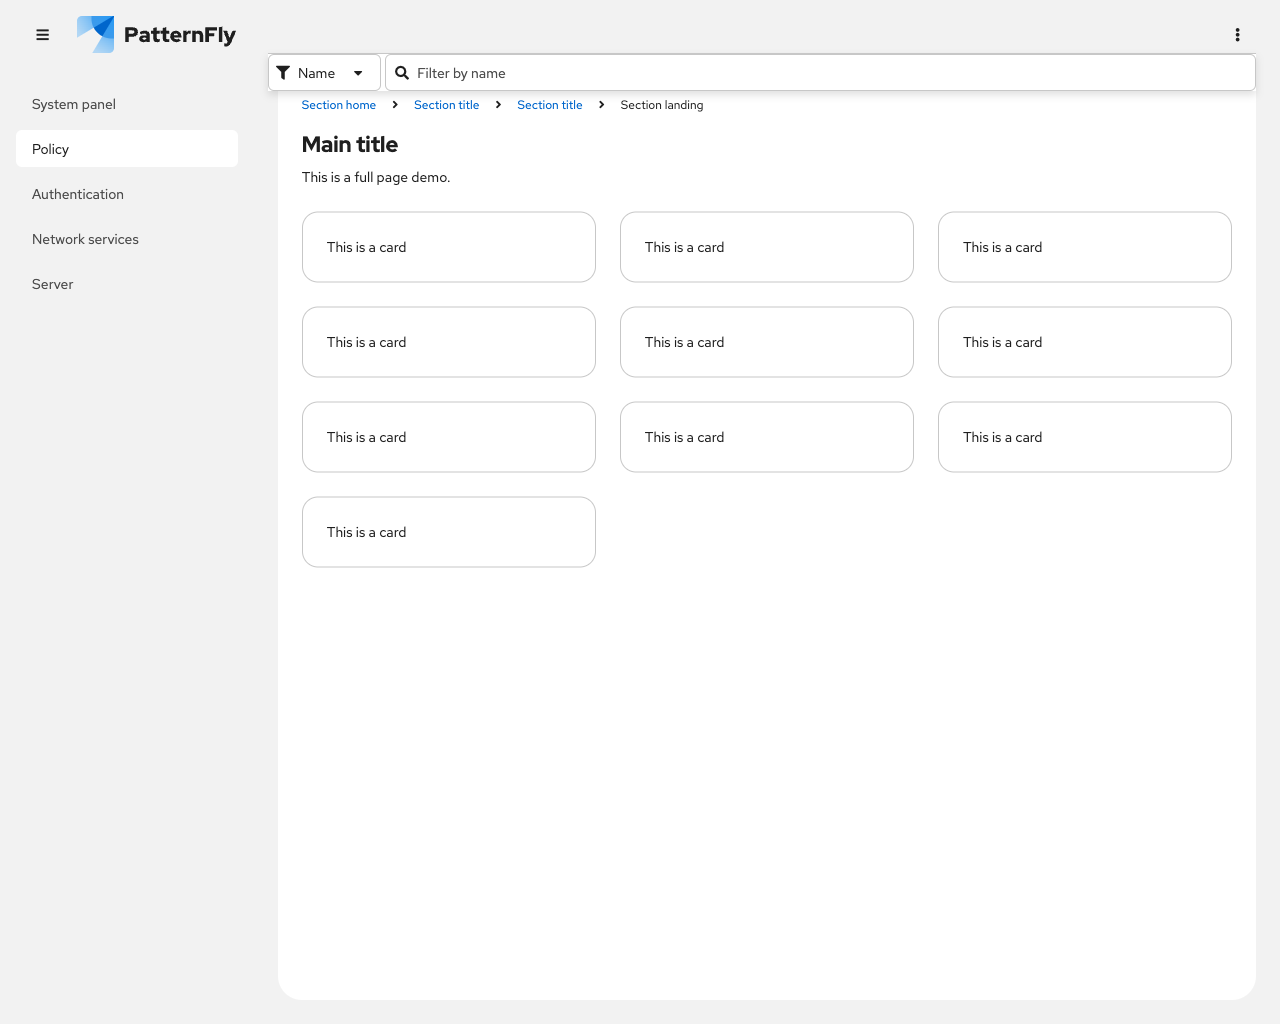 PatternFly
Name
Filter by name
System panel
Policy
Authentication
Network services
Server
Section home
Section title
Section title
Section landing
Main title
This is a full page demo.
This is a card
This is a card
This is a card
This is a card
This is a card
This is a card
This is a card
This is a card
This is a card
This is a card